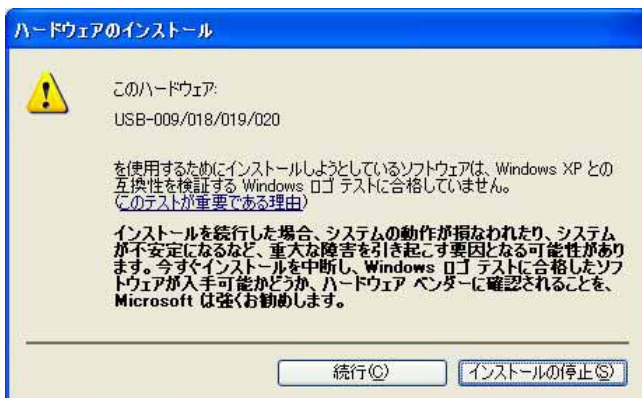 ハードウェアのインストール
このハードウェア:
USB-009/018/019/020
を使用するためにインストールしようとしているソフトウェアは、Windows XP との
互換性を検証する Windows ロゴ テストに合格していません。
(このテストが重要である理由)
インストールを続行した場合、システムの動作が損なわれたり、システム
が不安定になるなど、重大な障害を引き起こす要因となる可能性があり
ます。今すぐインストールを中断し、Windows ロゴ テストに合格したソフ
トウェアが入手可能かどうか、ハードウェア ベンダーに確認されることを、
Microsoft は強くお勧めします。
続行(C)
インストールの停止(S)